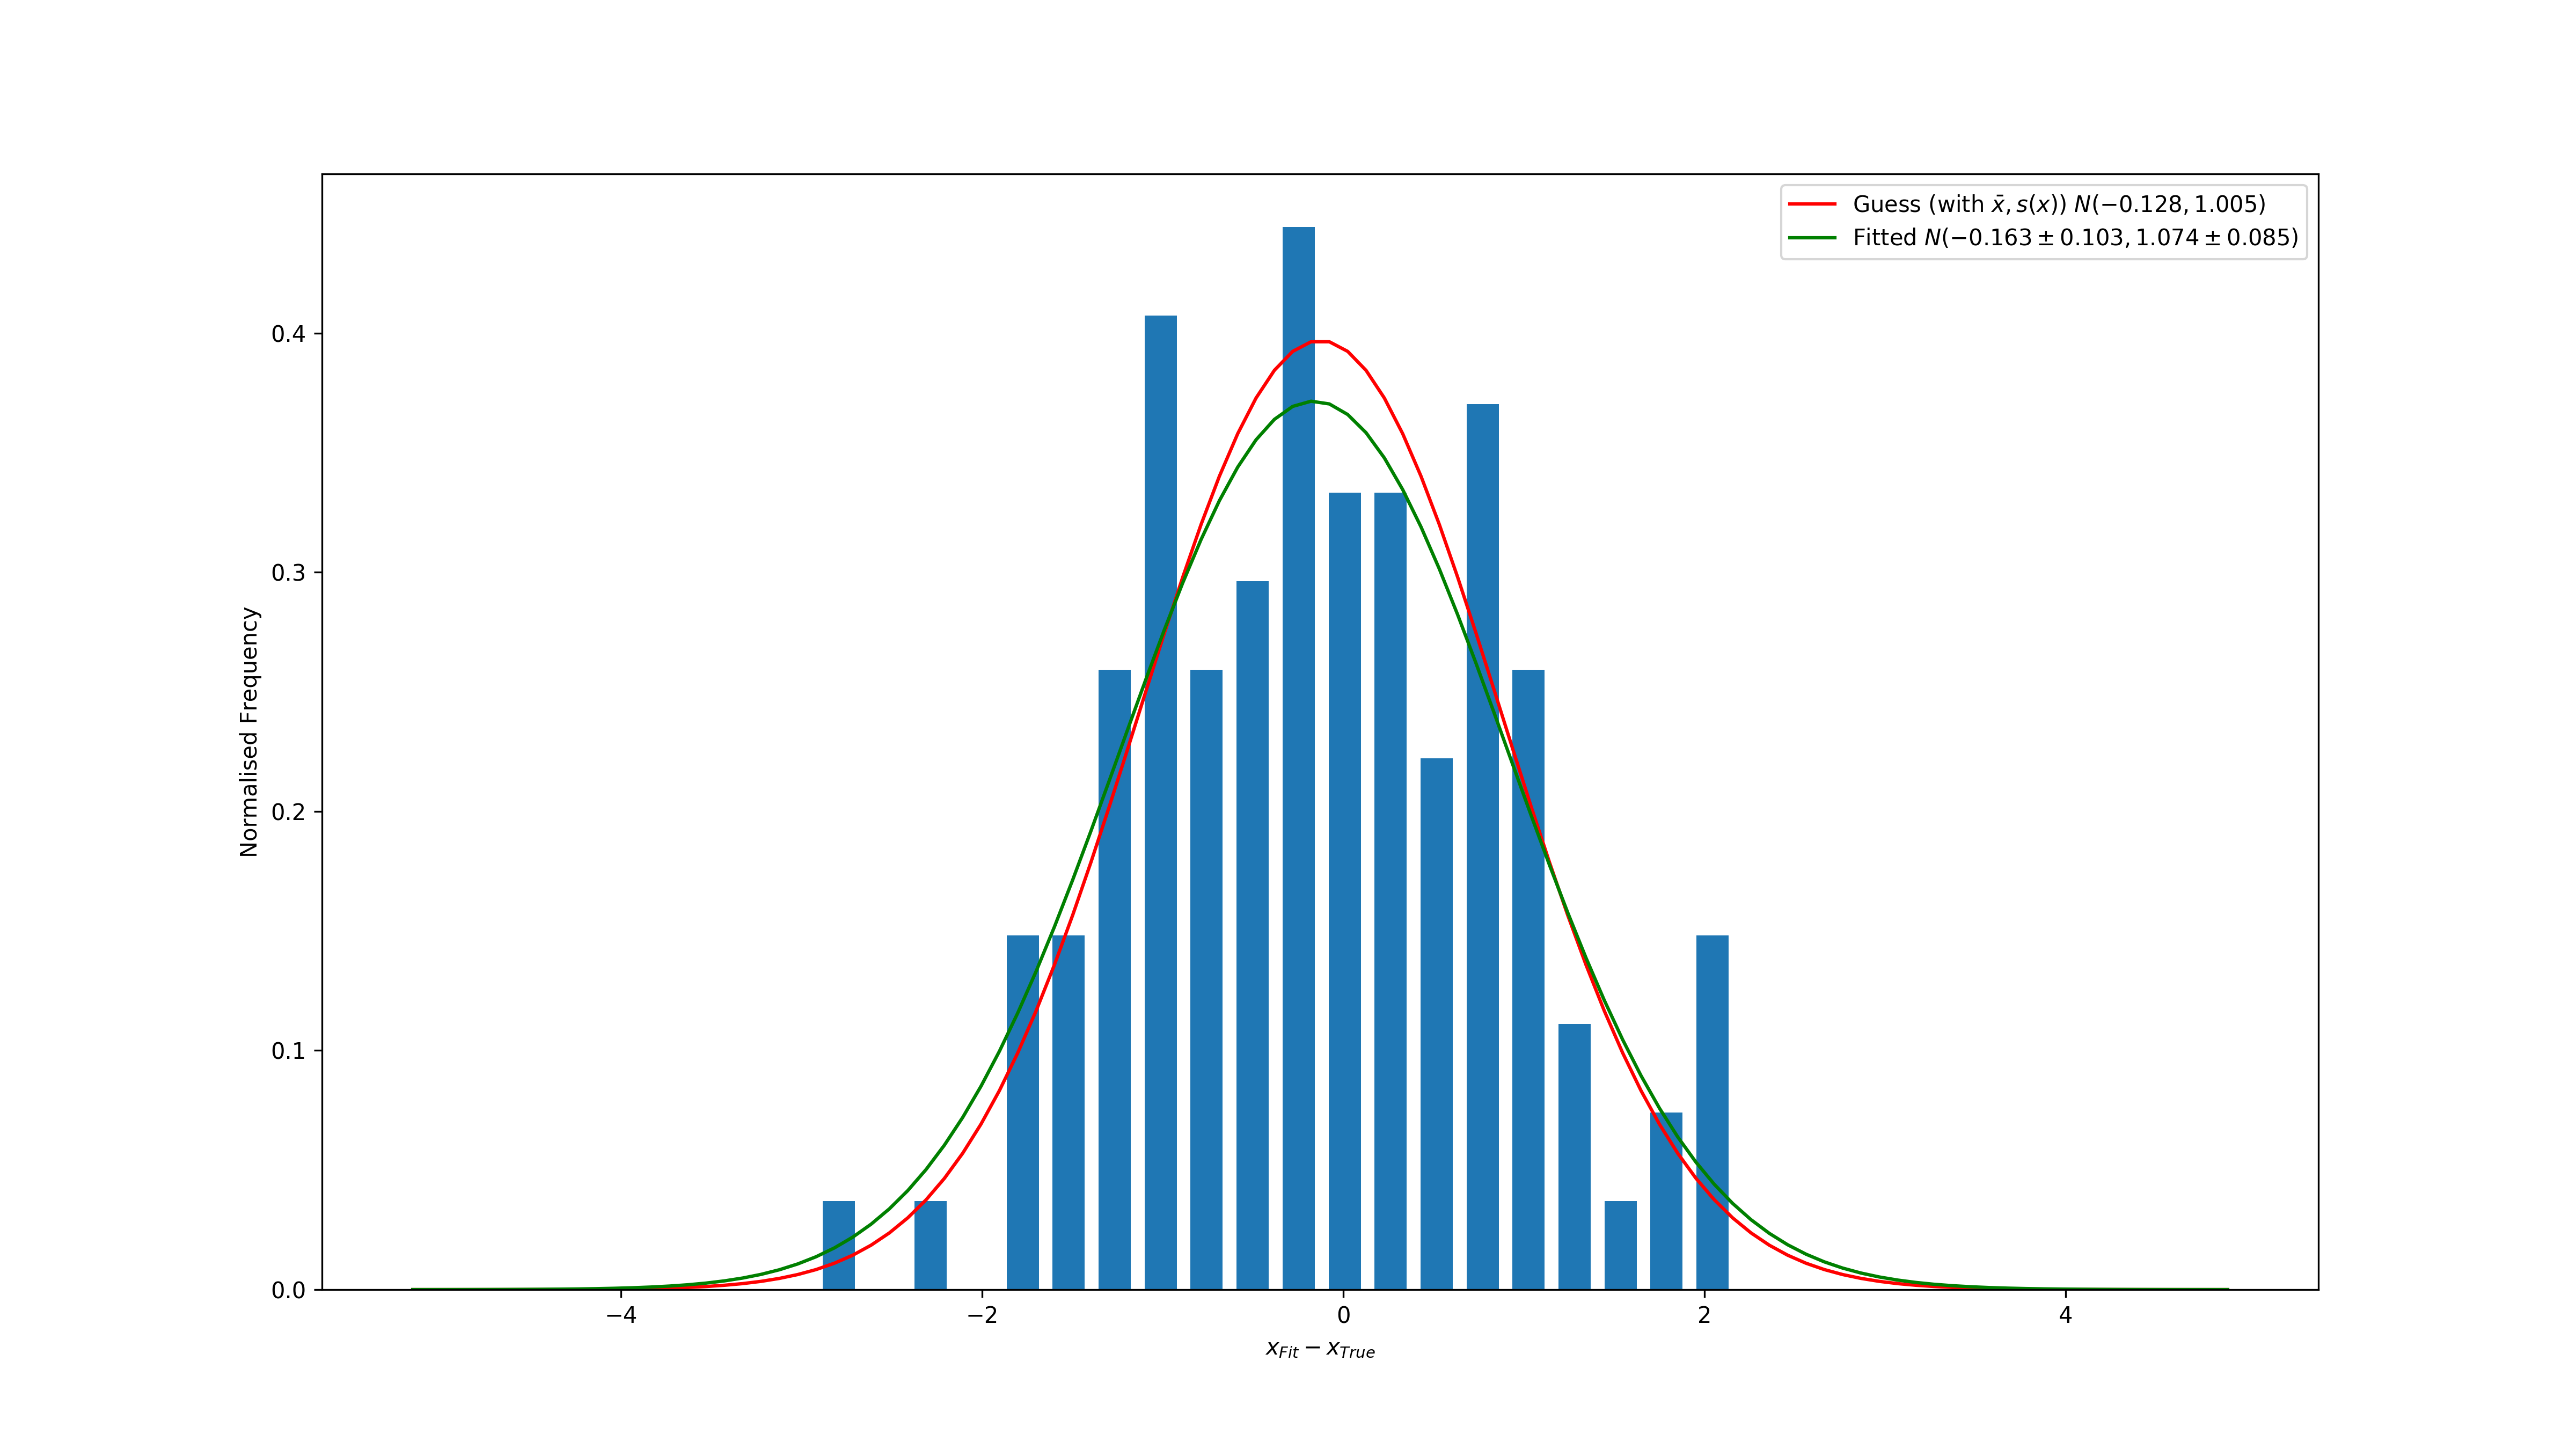 Guess (with x̄, s(x)) N(−0.128, 1.005)
Fitted N(−0.163 ± 0.103, 1.074 ± 0.085)
Normalised Frequency
0.4
0.3
0.2
0.1
0.0
−4 −2 0 2 4
x_Fit − x_True